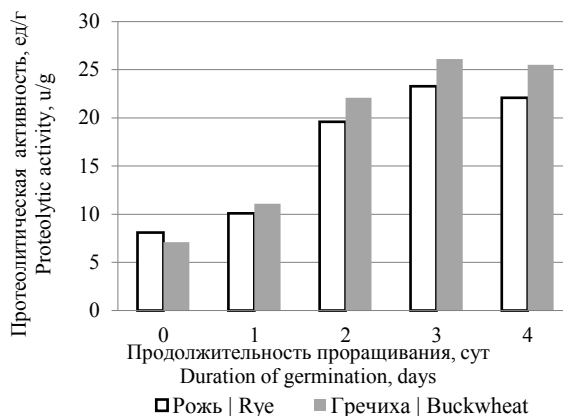 Протеолитическая активность, ед/г
Proteolytic activity, u/g
30
25
20
15
10
5
0
0 1 2 3 4
Продолжительность проращивания, сут
Duration of germination, days
Рожь | Rye Гречиха | Buckwheat